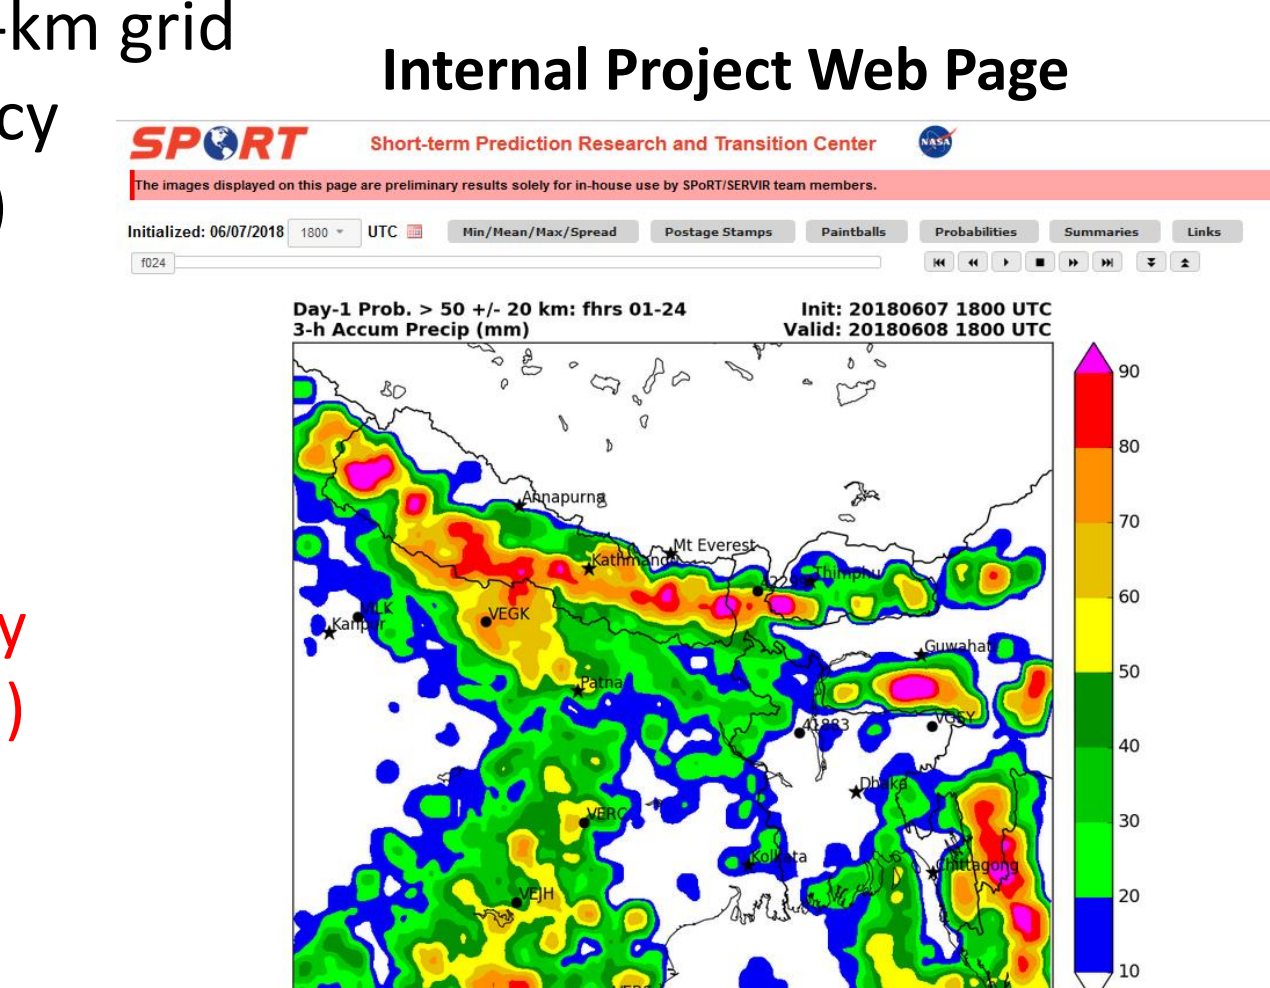 -km grid
cy
)
y
)
Internal Project Web Page
SPoRT
Short-term Prediction Research and Transition Center
NASA
The images displayed on this page are preliminary results solely for in-house use by SPoRT/SERVIR team members.
Initialized: 06/07/2018 1800 UTC Min/Mean/Max/Spread Postage Stamps Paintballs Probabilities Summaries Links
f024
Day-1 Prob. > 50 +/- 20 km: fhrs 01-24 Init: 20180607 1800 UTC
3-h Accum Precip (mm) Valid: 20180608 1800 UTC
90
80
70
60
50
40
30
20
10
Annapurna
Mt Everest
Kathmandu
Thimphu
VEGK
Kanpur
Guwahat
Patna
41883
Dhaka
VERC
Kolkata
Chittagong
VEJH